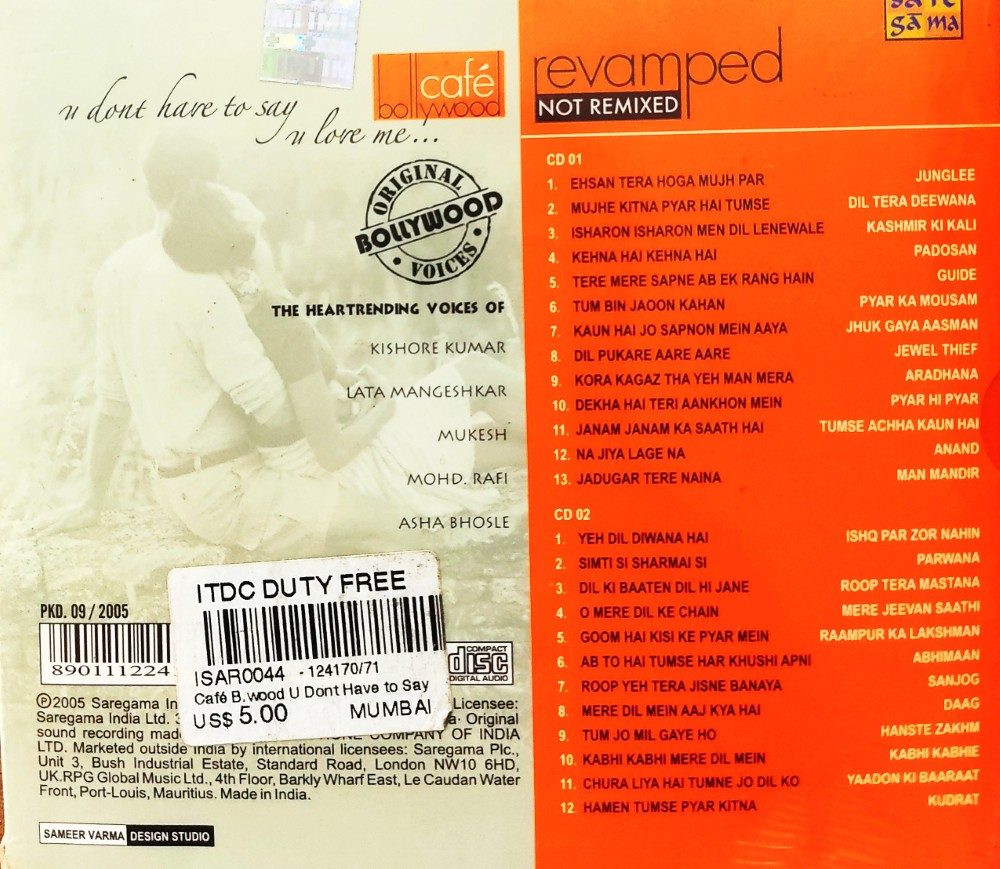 u dont have to say
u love me...
café
bollywood
ORIGINAL
BOLLYWOOD
VOICES
THE HEARTRENDING VOICES OF
KISHORE KUMAR
LATA MANGESHKAR
MUKESH
MOHD. RAFI
ASHA BHOSLE
PKD. 09 / 2005
890111224
ITDC DUTY FREE
ISAR0044 - 124170/71
Café B.wood U Dont Have to Say
US$ 5.00 MUMBAI
COMPACT
disc
DIGITAL AUDIO
℗2005 Saregama In Licensee:
Saregama India Ltd. Original
sound recording made COMPANY OF INDIA
LTD. Marketed outside India by international licensees: Saregama Plc.,
Unit 3, Bush Industrial Estate, Standard Road, London NW10 6HD,
UK.RPG Global Music Ltd., 4th Floor, Barkly Wharf East, Le Caudan Water
Front, Port-Louis, Mauritius. Made in India.
SAMEER VARMA DESIGN STUDIO
sa re
gā ma
revamped
NOT REMIXED
CD 01
1. EHSAN TERA HOGA MUJH PAR JUNGLEE
2. MUJHE KITNA PYAR HAI TUMSE DIL TERA DEEWANA
3. ISHARON ISHARON MEN DIL LENEWALE KASHMIR KI KALI
4. KEHNA HAI KEHNA HAI PADOSAN
5. TERE MERE SAPNE AB EK RANG HAIN GUIDE
6. TUM BIN JAOON KAHAN PYAR KA MOUSAM
7. KAUN HAI JO SAPNON MEIN AAYA JHUK GAYA AASMAN
8. DIL PUKARE AARE AARE JEWEL THIEF
9. KORA KAGAZ THA YEH MAN MERA ARADHANA
10. DEKHA HAI TERI AANKHON MEIN PYAR HI PYAR
11. JANAM JANAM KA SAATH HAI TUMSE ACHHA KAUN HAI
12. NA JIYA LAGE NA ANAND
13. JADUGAR TERE NAINA MAN MANDIR
CD 02
1. YEH DIL DIWANA HAI ISHQ PAR ZOR NAHIN
2. SIMTI SI SHARMAI SI PARWANA
3. DIL KI BAATEN DIL HI JANE ROOP TERA MASTANA
4. O MERE DIL KE CHAIN MERE JEEVAN SAATHI
5. GOOM HAI KISI KE PYAR MEIN RAAMPUR KA LAKSHMAN
6. AB TO HAI TUMSE HAR KHUSHI APNI ABHIMAAN
7. ROOP YEH TERA JISNE BANAYA SANJOG
8. MERE DIL MEIN AAJ KYA HAI DAAG
9. TUM JO MIL GAYE HO HANSTE ZAKHM
10. KABHI KABHI MERE DIL MEIN KABHI KABHIE
11. CHURA LIYA HAI TUMNE JO DIL KO YAADON KI BAARAAT
12. HAMEN TUMSE PYAR KITNA KUDRAT